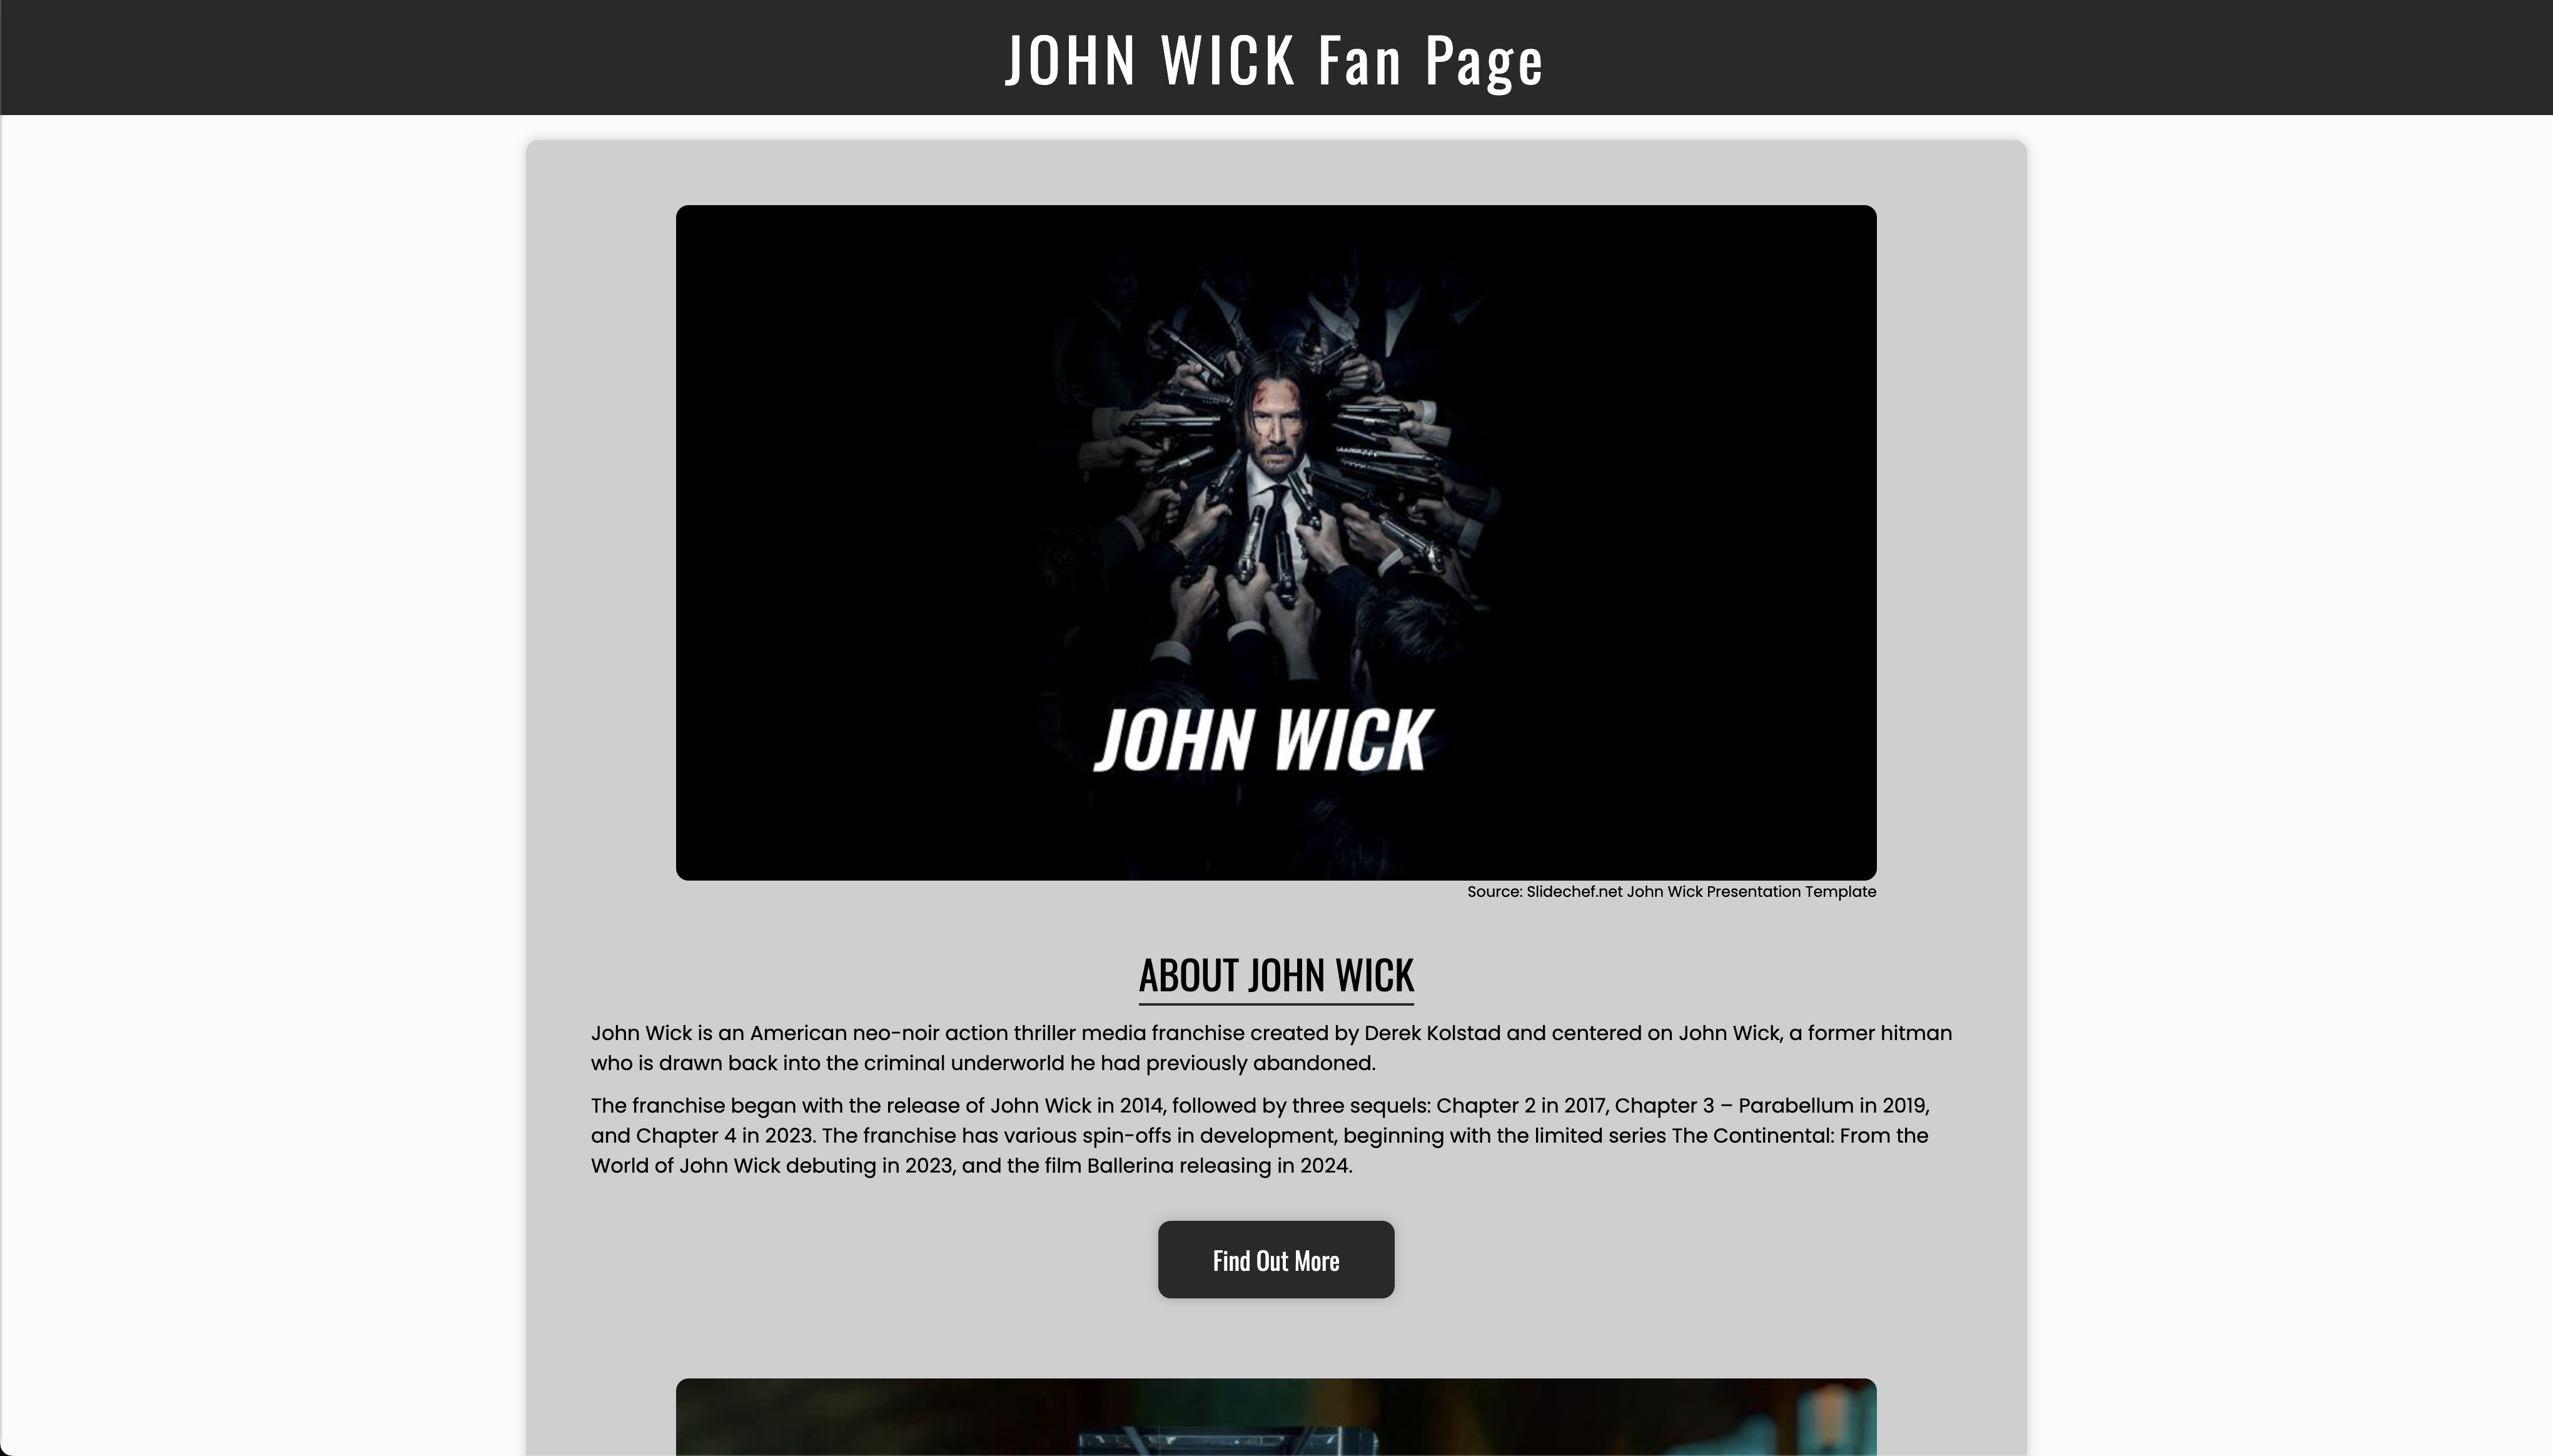 JOHN WICK Fan Page
JOHN WICK
Source: Slidechef.net John Wick Presentation Template
ABOUT JOHN WICK
John Wick is an American neo-noir action thriller media franchise created by Derek Kolstad and centered on John Wick, a former hitman
who is drawn back into the criminal underworld he had previously abandoned.
The franchise began with the release of John Wick in 2014, followed by three sequels: Chapter 2 in 2017, Chapter 3 – Parabellum in 2019,
and Chapter 4 in 2023. The franchise has various spin-offs in development, beginning with the limited series The Continental: From the
World of John Wick debuting in 2023, and the film Ballerina releasing in 2024.
Find Out More